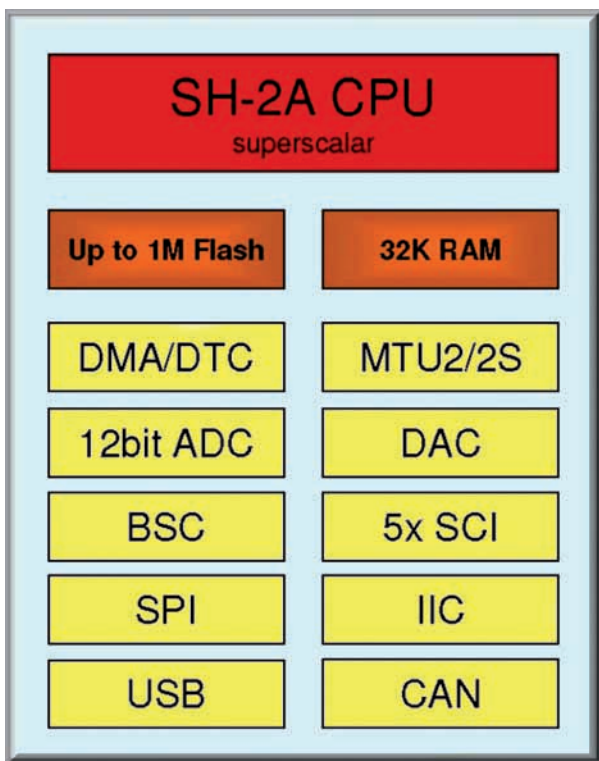 SH-2A CPU
superscalar
Up to 1M Flash
32K RAM
DMA/DTC
MTU2/2S
12bit ADC
DAC
BSC
5x SCI
SPI
IIC
USB
CAN